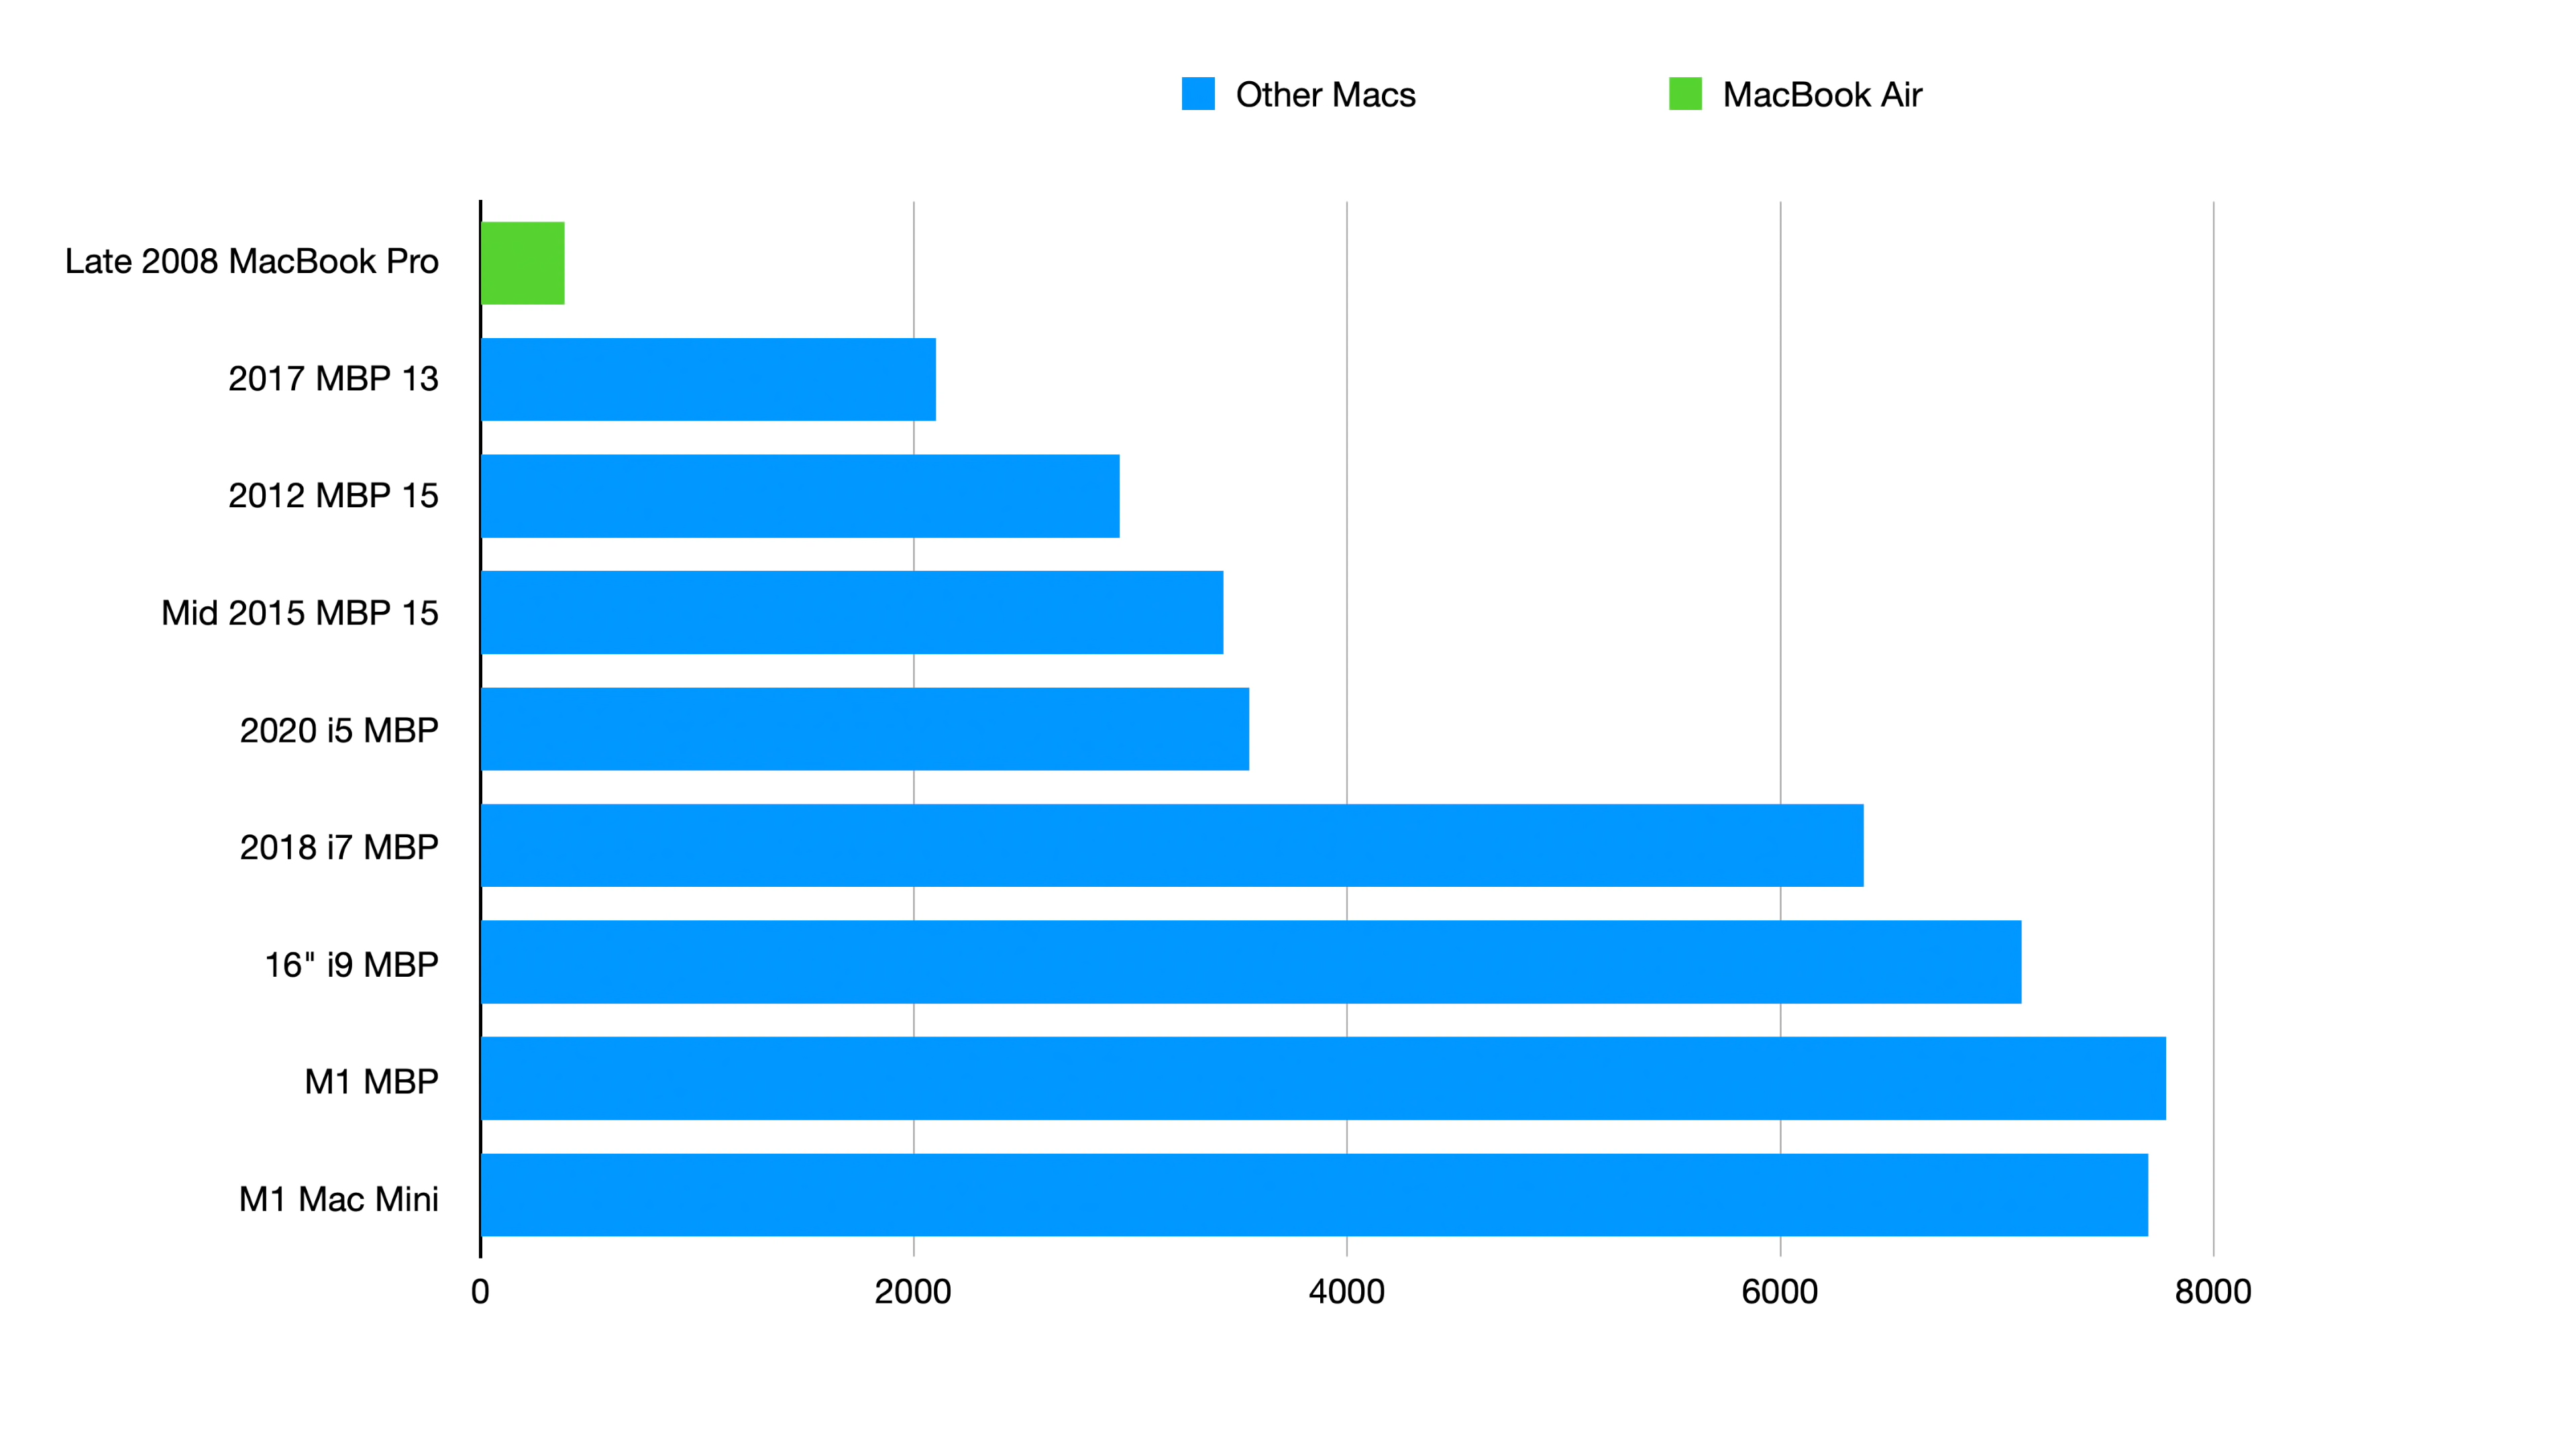 Other Macs
MacBook Air
Late 2008 MacBook Pro
2017 MBP 13
2012 MBP 15
Mid 2015 MBP 15
2020 i5 MBP
2018 i7 MBP
16" i9 MBP
M1 MBP
M1 Mac Mini
0 2000 4000 6000 8000